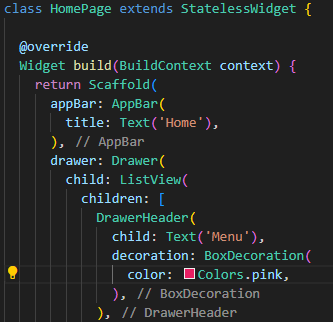 class HomePage extends StatelessWidget {
@override
Widget build(BuildContext context) {
return Scaffold(
appBar: AppBar(
title: Text('Home'),
), // AppBar
drawer: Drawer(
child: ListView(
children: [
DrawerHeader(
child: Text('Menu'),
decoration: BoxDecoration(
color: Colors.pink,
), // BoxDecoration
), // DrawerHeader